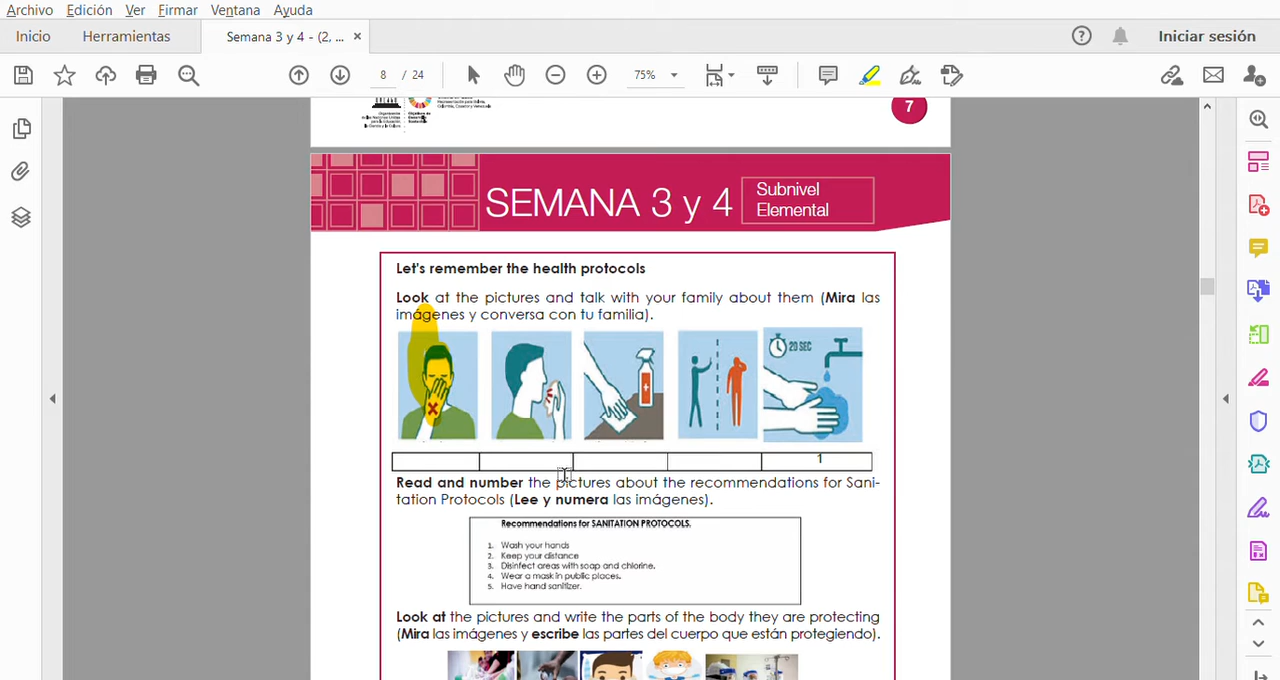 Archivo Edición Ver Firmar Ventana Ayuda
Inicio Herramientas Semana 3 y 4 - (2, ... × Iniciar sesión
8 / 24 75%
7
SEMANA 3 y 4
Subnivel
Elemental
Let's remember the health protocols
Look at the pictures and talk with your family about them (Mira las
imágenes y conversa con tu familia).
20 SEC
1
Read and number the pictures about the recommendations for Sani-
tation Protocols (Lee y numera las imágenes).
Recommendations for SANITATION PROTOCOLS.
1. Wash your hands
2. Keep your distance
3. Disinfect areas with soap and chlorine.
4. Wear a mask in public places.
5. Have hand sanitizer.
Look at the pictures and write the parts of the body they are protecting
(Mira las imágenes y escribe las partes del cuerpo que están protegiendo).